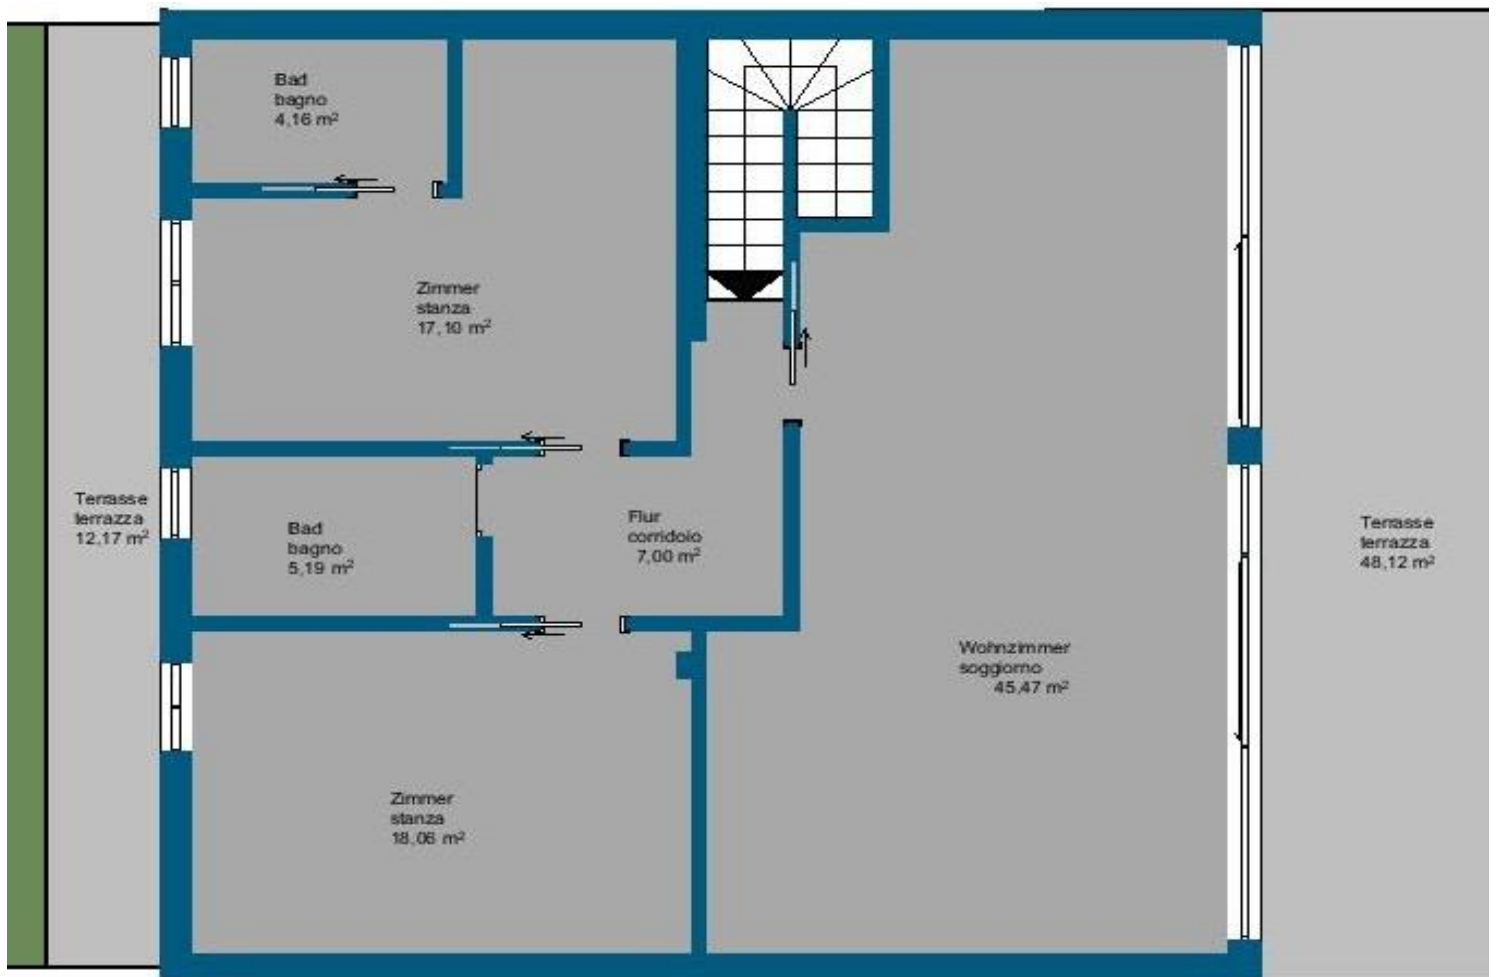 Bad
bagno
4,16 m²
Zimmer
stanza
17,10 m²
Terrasse
terrazza
12,17 m²
Bad
bagno
5,19 m²
Flur
corridoio
7,00 m²
Terrasse
terrazza
48,12 m²
Wohnzimmer
soggiorno
45,47 m²
Zimmer
stanza
18,06 m²